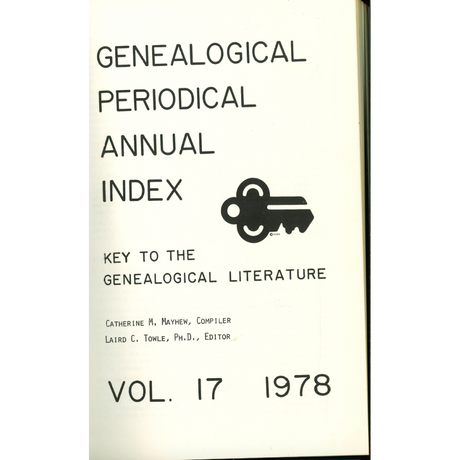 GENEALOGICAL
PERIODICAL
ANNUAL
INDEX
KEY TO THE
GENEALOGICAL LITERATURE
CATHERINE M. MAYHEW, COMPILER
LAIRD C. TOWLE, PH.D., EDITOR
VOL. 17 1978